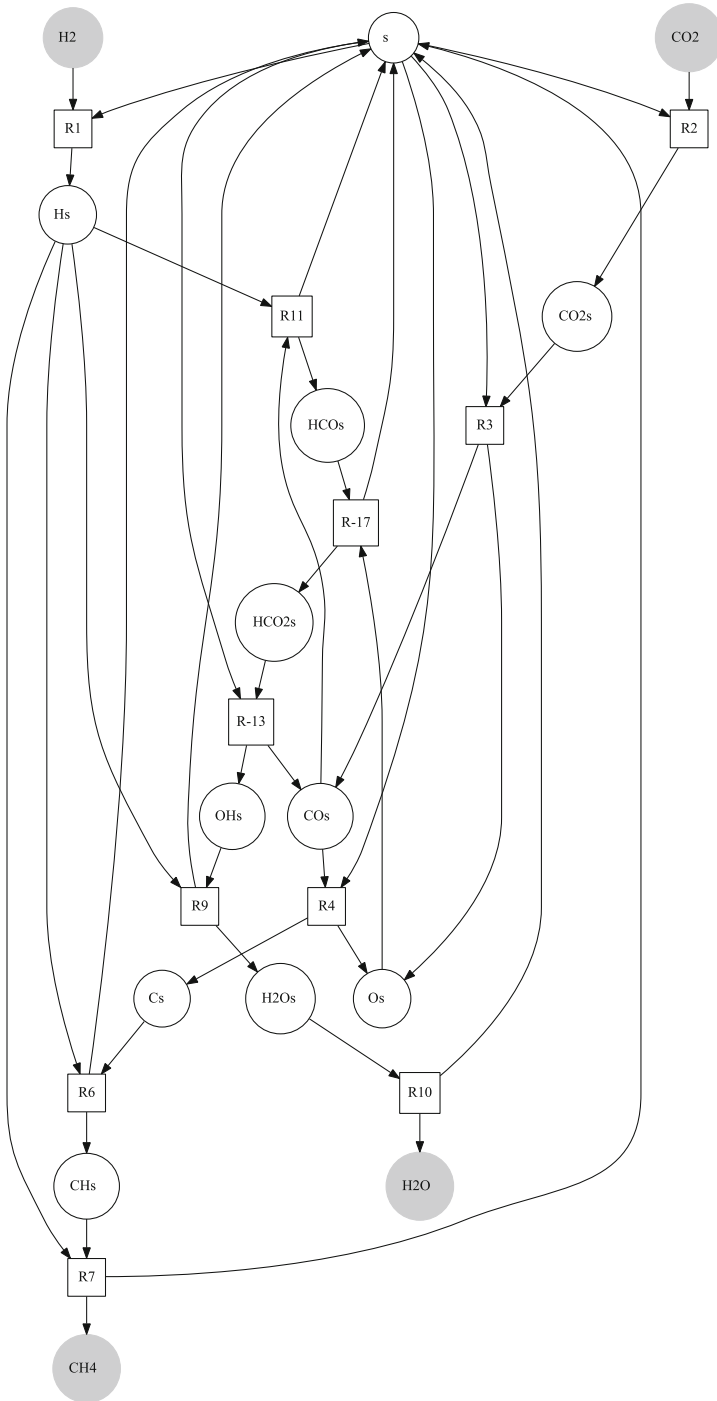 H2
s
CO2
R1
R2
Hs
R11
CO2s
HCOs
R3
R-17
HCO2s
R-13
OHs
COs
R9
R4
Cs
H2Os
Os
R6
R10
CHs
H2O
R7
CH4